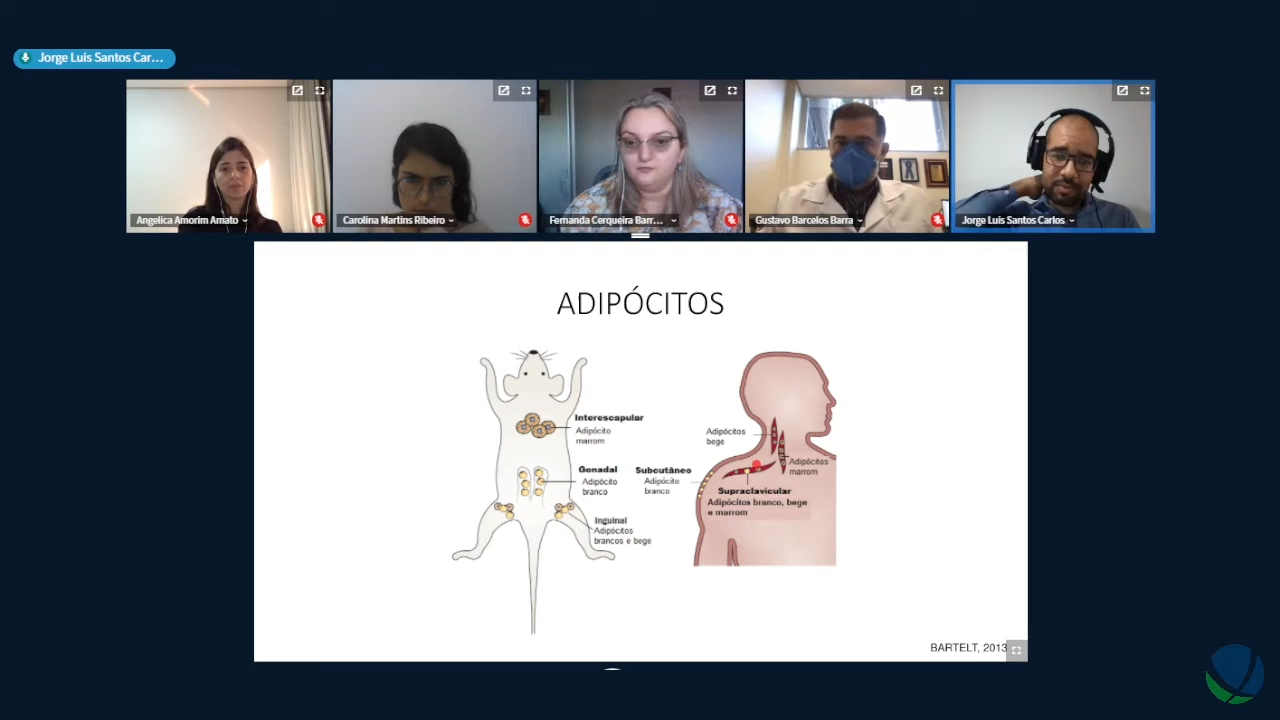 Jorge Luis Santos Car...
Angelica Amorim Amato
Carolina Martins Ribeiro
Fernanda Cerqueira Barr...
Gustavo Barcelos Barra
Jorge Luis Santos Carlos
ADIPÓCITOS
Interescapular
Adipócito
marrom
Gonadal
Adipócito
branco
Inguinal
Adipócitos
brancos e bege
Subcutâneo
Adipócito
branco
Adipócitos
bege
Adipócitos
marrom
Supraclavicular
Adipócitos branco, bege
e marrom
BARTELT, 2013